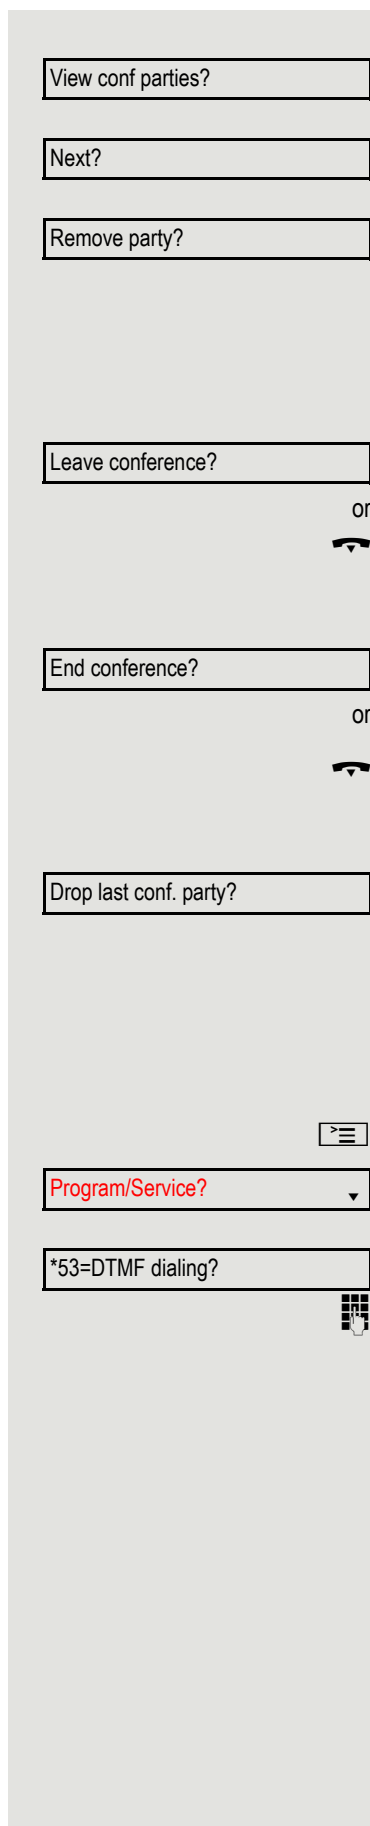 View conf parties?
Next?
Remove party?
Leave conference?
or
End conference?
or
Drop last conf. party?
Program/Service?
*53=DTMF dialing?